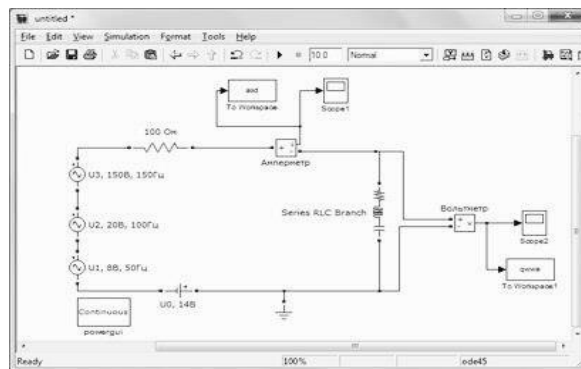 untitled *
File Edit View Simulation Format Tools Help
10.0 Normal
asd
To Workspace
Scope1
100 Ом
Амперметр
U3, 150В, 150Гц
U2, 20В, 100Гц
Series RLC Branch
Вольтметр
Scope2
U1, 8В, 50Гц
qwwe
To Workspace1
U0, 14В
Continuous
powergui
Ready 100% ode45